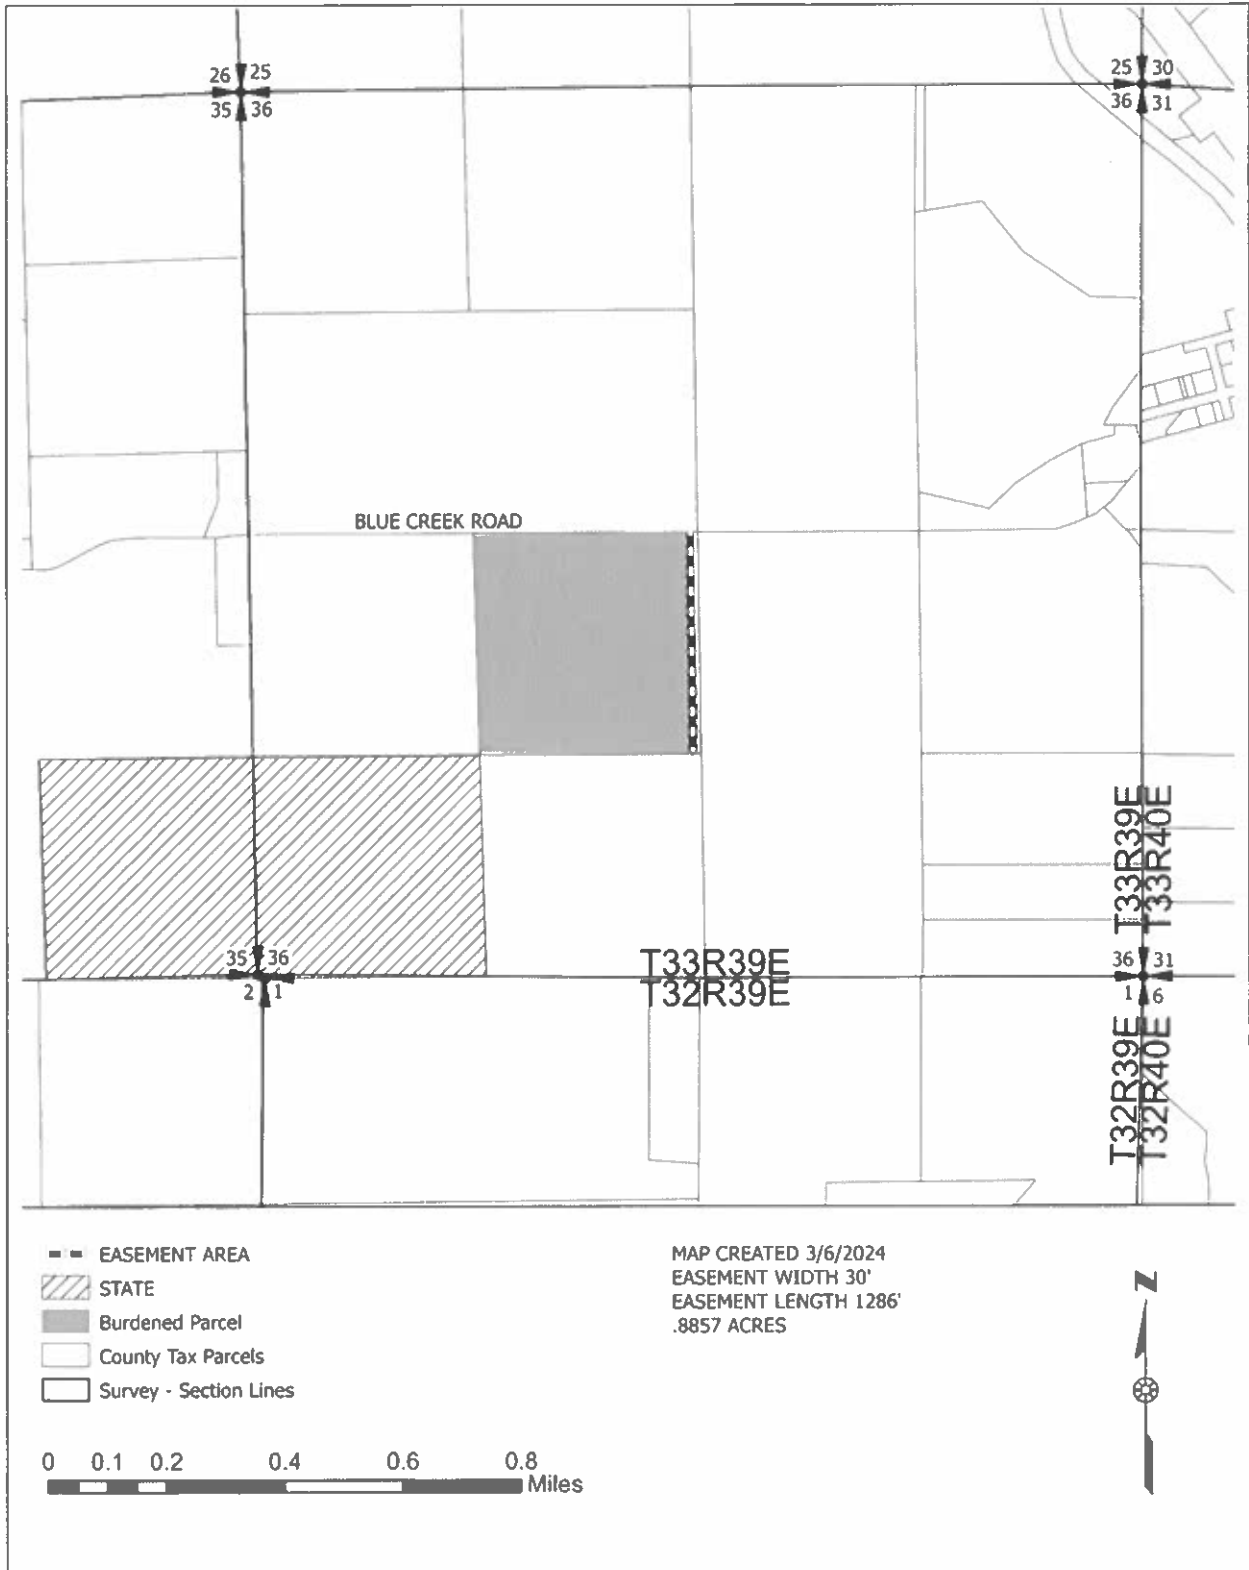 26 25
35 36
25 30
36 31
BLUE CREEK ROAD
T33R39E
T33R40E
35 36
2 1
T33R39E
T32R39E
36 31
1 6
T32R39E
T32R40E
EASEMENT AREA
STATE
Burdened Parcel
County Tax Parcels
Survey - Section Lines
MAP CREATED 3/6/2024
EASEMENT WIDTH 30'
EASEMENT LENGTH 1286'
.8857 ACRES
N
0 0.1 0.2 0.4 0.6 0.8
Miles